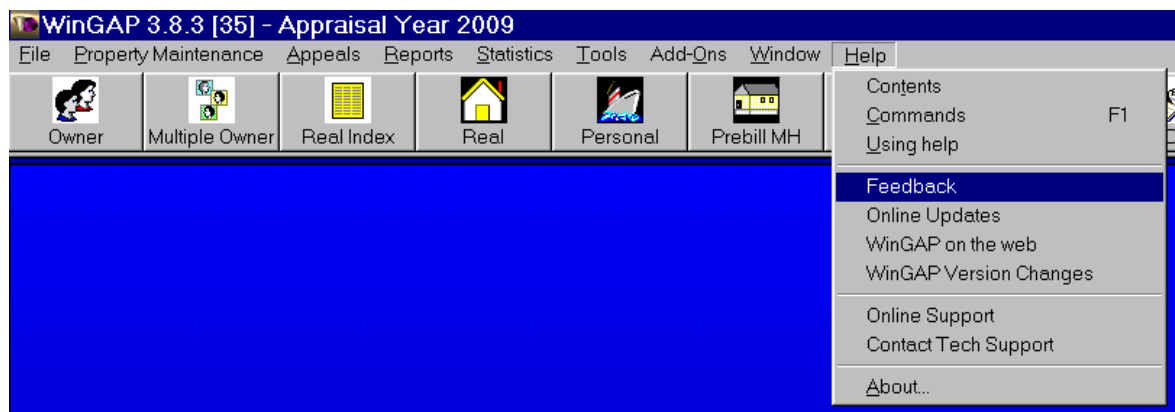 WinGAP 3.8.3 [35] - Appraisal Year 2009
File Property Maintenance Appeals Reports Statistics Tools Add-Ons Window Help
Owner Multiple Owner Real Index Real Personal Prebill MH
Contents
Commands F1
Using help
Feedback
Online Updates
WinGAP on the web
WinGAP Version Changes
Online Support
Contact Tech Support
About...